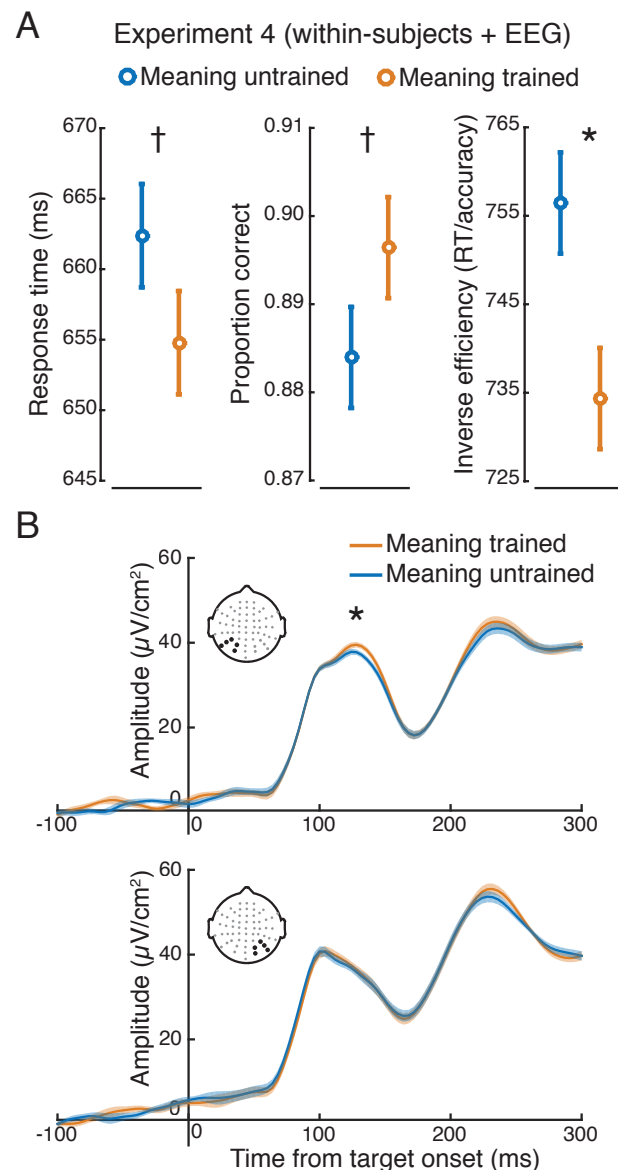 A
Experiment 4 (within-subjects + EEG)
Meaning untrained
Meaning trained
Response time (ms)
670
665
660
655
650
645
†
Proportion correct
0.91
0.90
0.89
0.88
0.87
†
Inverse efficiency (RT/accuracy)
765
755
745
735
725
*
B
Meaning trained
Meaning untrained
Amplitude (µV/cm²)
60
40
20
0
*
-100
0
100
200
300
Amplitude (µV/cm²)
60
40
20
0
-100
0
100
200
300
Time from target onset (ms)